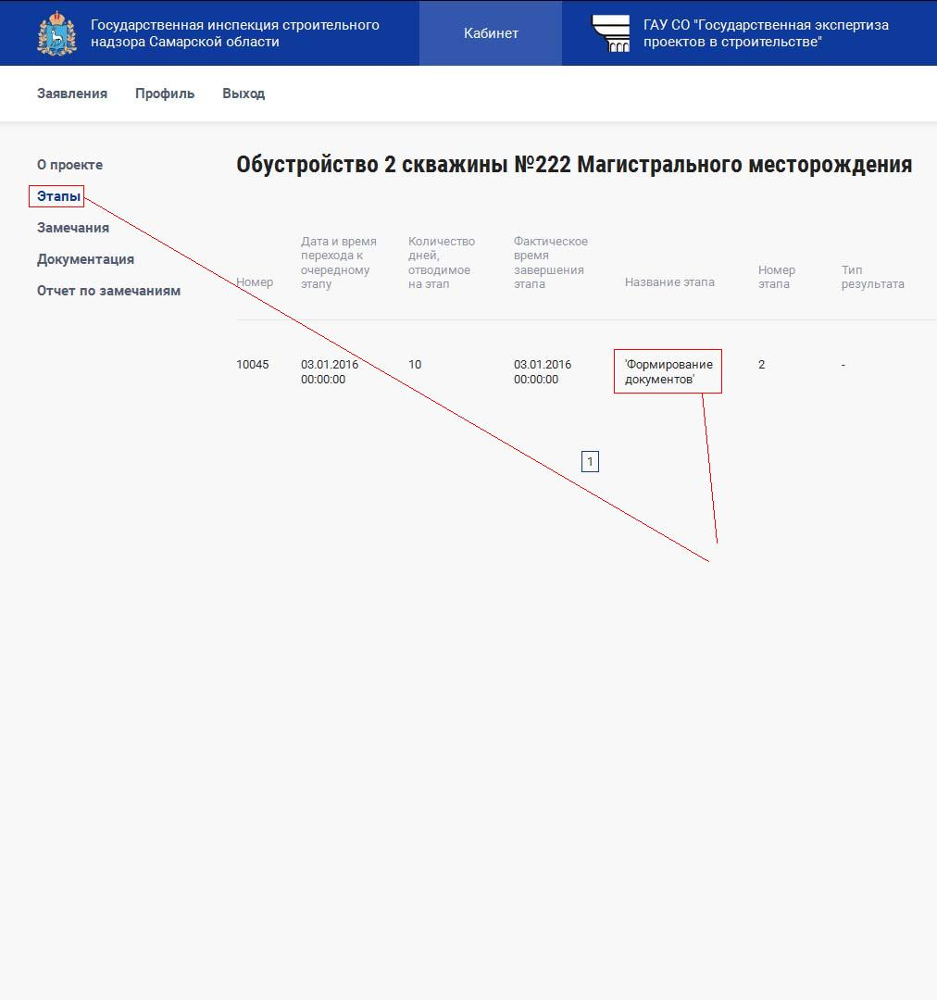 Государственная инспекция строительного
надзора Самарской области
Кабинет
ГАУ СО "Государственная экспертиза
проектов в строительстве"
Заявления
Профиль
Выход
О проекте
Этапы
Замечания
Документация
Отчет по замечаниям
Обустройство 2 скважины №222 Магистрального месторождения
Номер
Дата и время
перехода к
очередному
этапу
Количество
дней,
отводимое
на этап
Фактическое
время
завершения
этапа
Название этапа
Номер
этапа
Тип
результата
10045
03.01.2016
00:00:00
10
03.01.2016
00:00:00
'Формирование
документов'
2
-
1